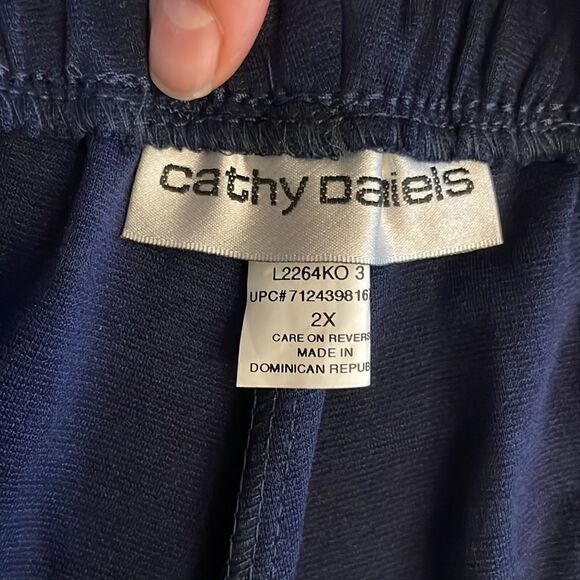 cathy Daiels
L2264KO 3
UPC# 712439816
2X
CARE ON REVERS
MADE IN
DOMINICAN REPUB